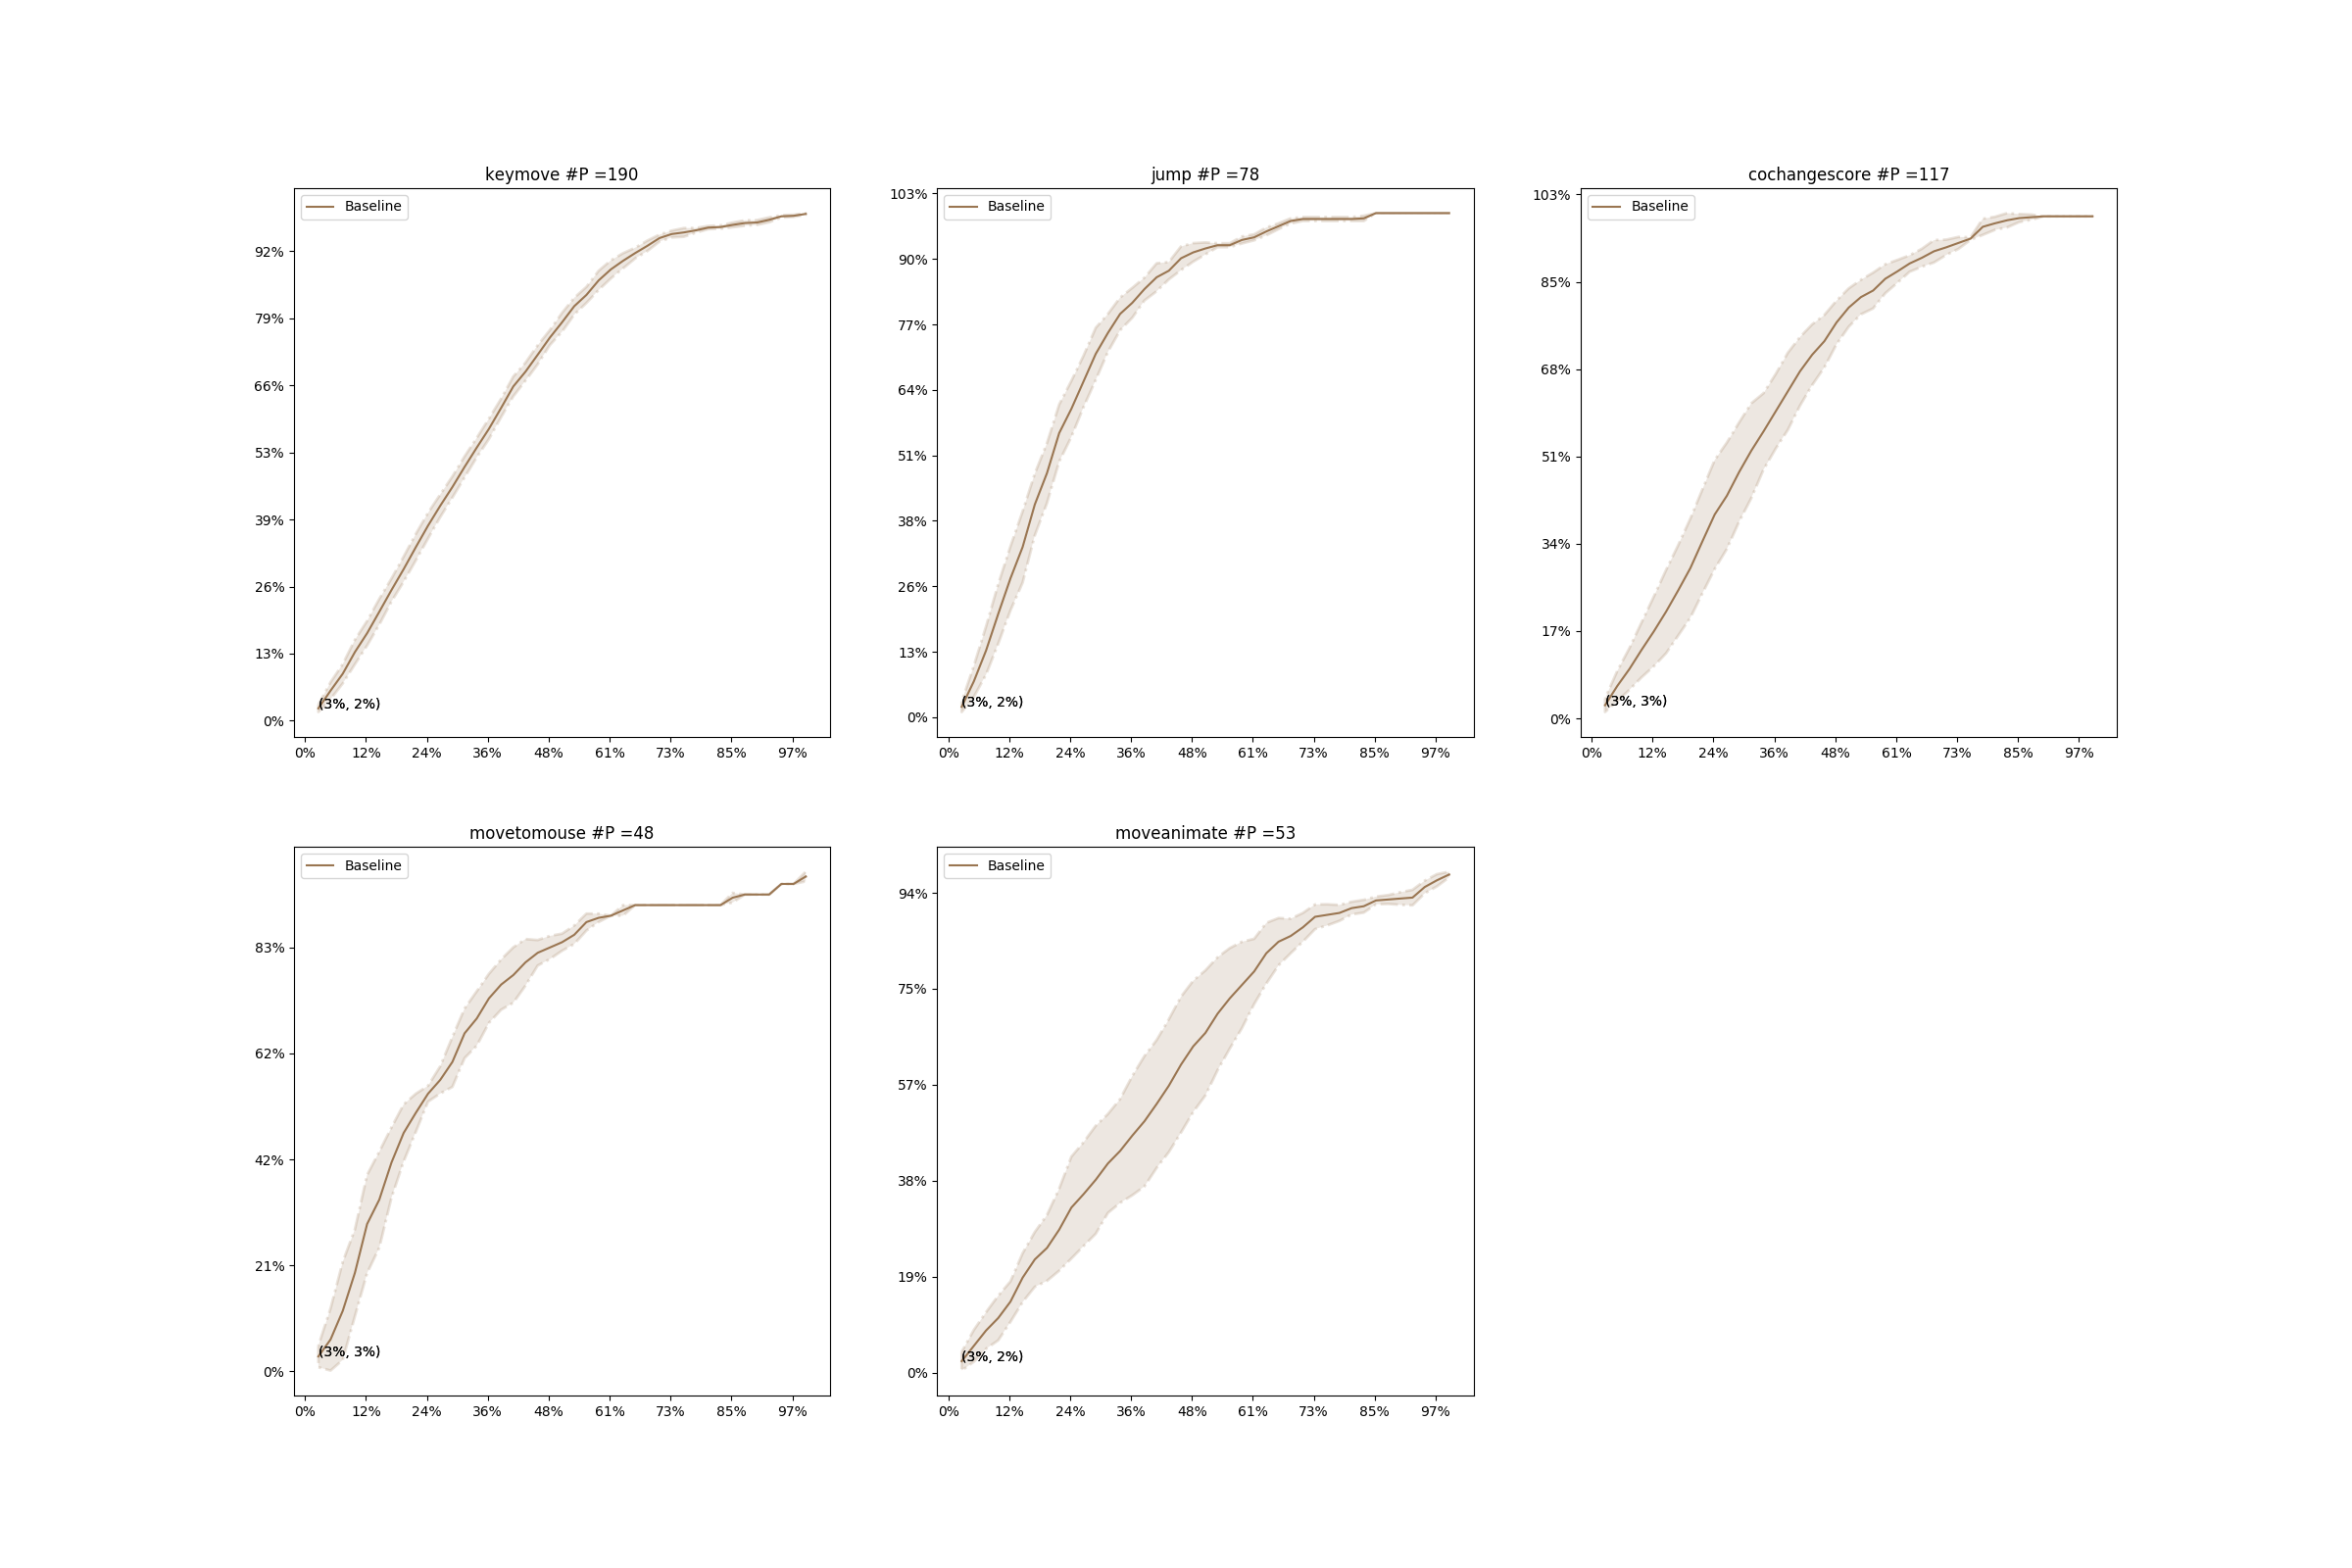 keymove #P =190
Baseline
92%
79%
66%
53%
39%
26%
13%
0%
(3%, 2%)
0% 12% 24% 36% 48% 61% 73% 85% 97%
jump #P =78
Baseline
103%
90%
77%
64%
51%
38%
26%
13%
0%
(3%, 2%)
0% 12% 24% 36% 48% 61% 73% 85% 97%
cochangescore #P =117
Baseline
103%
85%
68%
51%
34%
17%
0%
(3%, 3%)
0% 12% 24% 36% 48% 61% 73% 85% 97%
movetomouse #P =48
Baseline
83%
62%
42%
21%
0%
(3%, 3%)
0% 12% 24% 36% 48% 61% 73% 85% 97%
moveanimate #P =53
Baseline
94%
75%
57%
38%
19%
0%
(3%, 2%)
0% 12% 24% 36% 48% 61% 73% 85% 97%